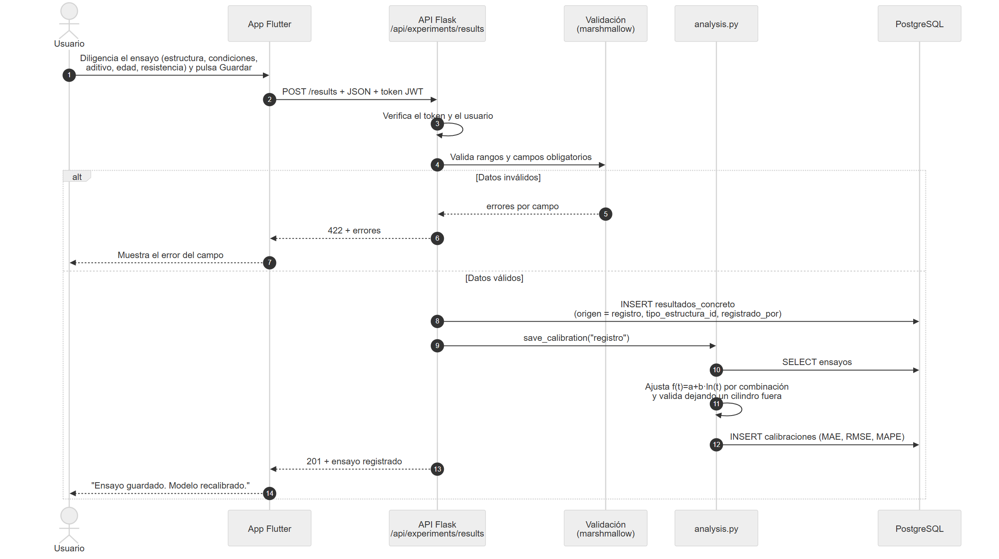 App Flutter
API Flask
/api/experiments/results
Validación
(marshmallow)
analysis.py
PostgreSQL
Usuario
Diligencia el ensayo (estructura, condiciones,
aditivo, edad, resistencia) y pulsa Guardar
1
POST /results + JSON + token JWT
2
Verifica el token y el usuario
3
Valida rangos y campos obligatorios
4
alt
[Datos inválidos]
errores por campo
5
422 + errores
6
Muestra el error del campo
7
[Datos válidos]
INSERT resultados_concreto
(origen = registro, tipo_estructura_id, registrado_por)
8
save_calibration("registro")
9
SELECT ensayos
10
Ajusta f(t)=a+b·ln(t) por combinación
y valida dejando un cilindro fuera
11
INSERT calibraciones (MAE, RMSE, MAPE)
12
201 + ensayo registrado
13
"Ensayo guardado. Modelo recalibrado."
14
App Flutter
API Flask
/api/experiments/results
Validación
(marshmallow)
analysis.py
PostgreSQL
Usuario